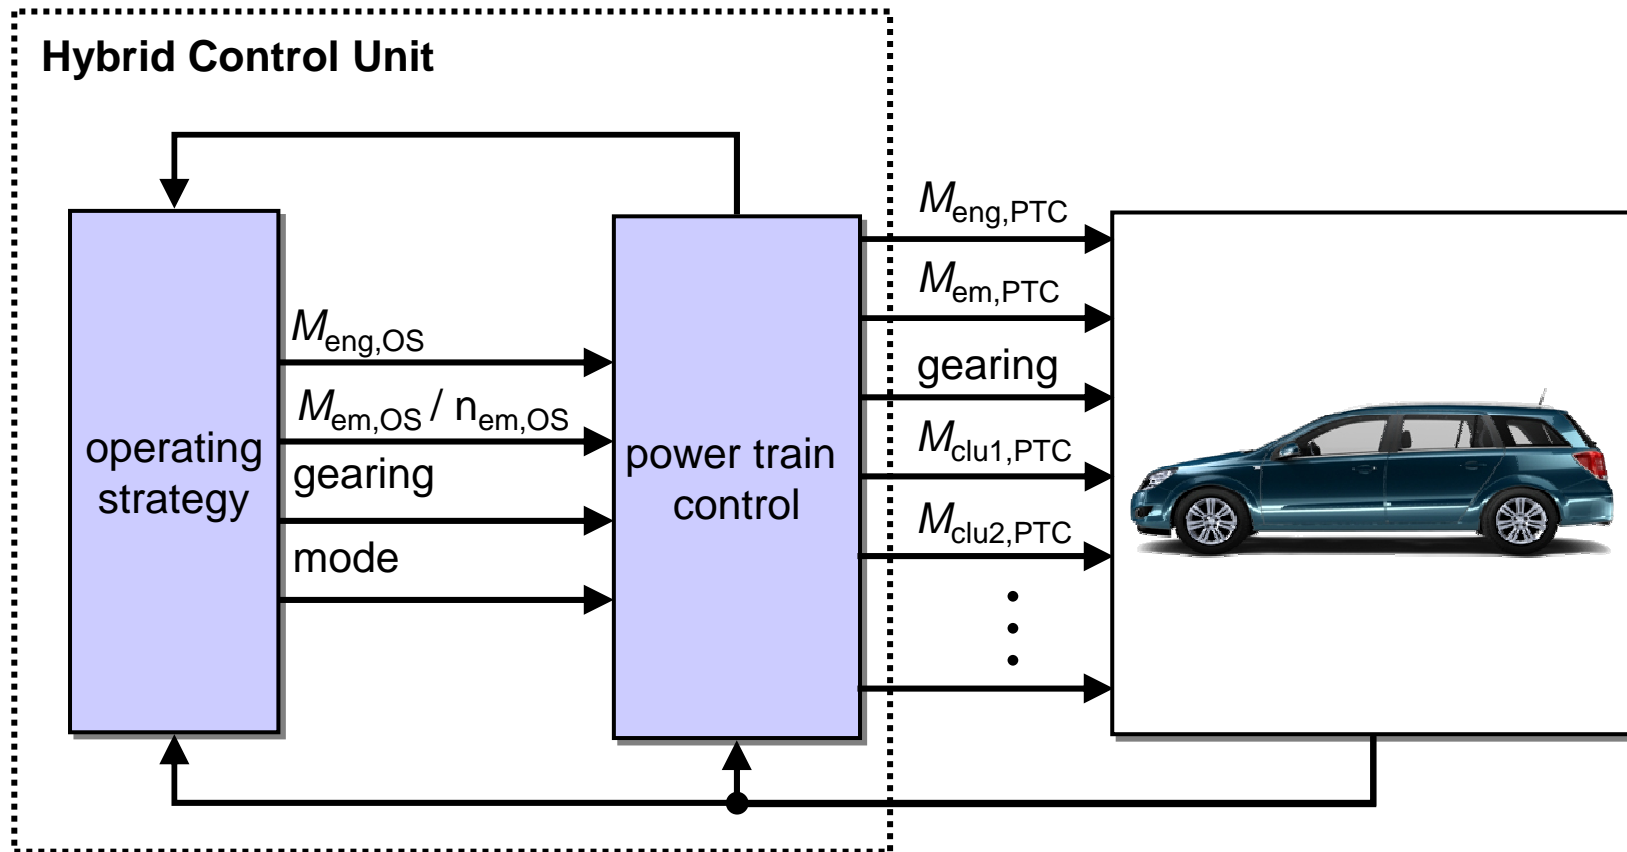 Hybrid Control Unit
operating
strategy
M_eng,OS
M_em,OS / n_em,OS
gearing
mode
power train
control
M_eng,PTC
M_em,PTC
gearing
M_clu1,PTC
M_clu2,PTC